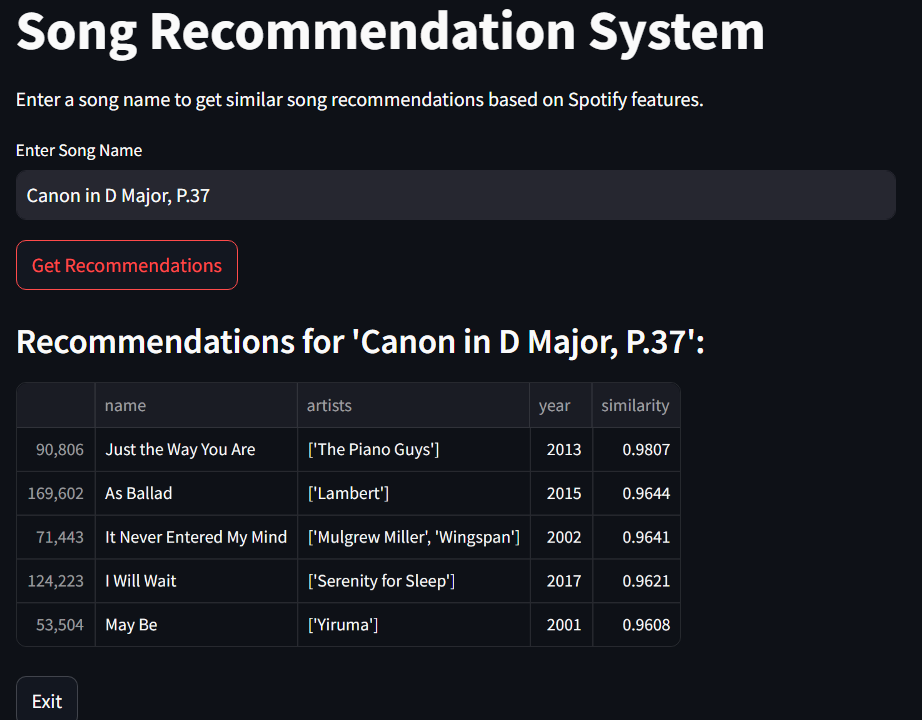 Song Recommendation System
Enter a song name to get similar song recommendations based on Spotify features.
Enter Song Name
Canon in D Major, P.37
Get Recommendations
Recommendations for 'Canon in D Major, P.37':
name artists year similarity
90,806 Just the Way You Are ['The Piano Guys'] 2013 0.9807
169,602 As Ballad ['Lambert'] 2015 0.9644
71,443 It Never Entered My Mind ['Mulgrew Miller', 'Wingspan'] 2002 0.9641
124,223 I Will Wait ['Serenity for Sleep'] 2017 0.9621
53,504 May Be ['Yiruma'] 2001 0.9608
Exit